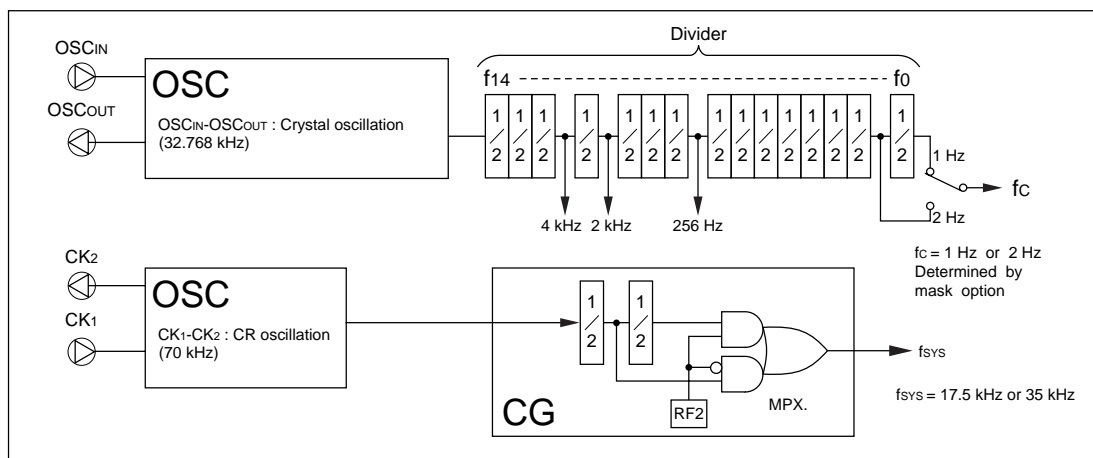 Divider
OSCIN
OSCOUT
OSC
OSCIN-OSCOUT : Crystal oscillation
(32.768 kHz)
f14
f0
1/2 1/2 1/2 1/2 1/2 1/2 1/2 1/2 1/2 1/2 1/2 1/2 1/2 1/2 1/2
4 kHz
2 kHz
256 Hz
1 Hz
2 Hz
fC
fC = 1 Hz or 2 Hz
Determined by
mask option
CK2
CK1
OSC
CK1-CK2 : CR oscillation
(70 kHz)
1/2 1/2
RF2
MPX.
CG
fSYS
fSYS = 17.5 kHz or 35 kHz